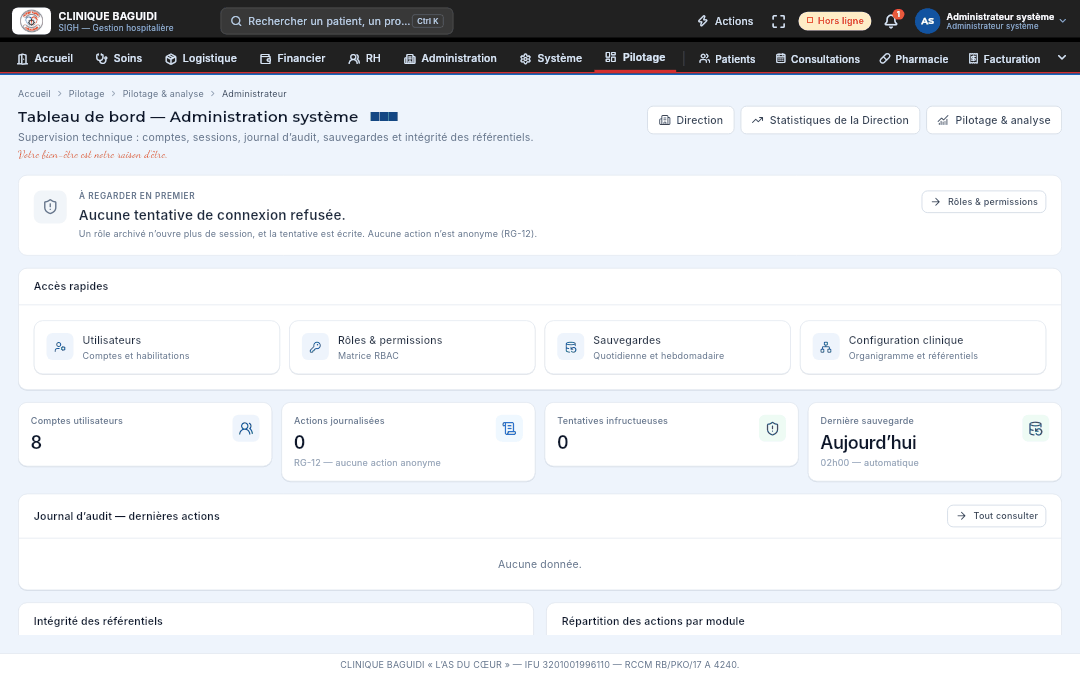 CLINIQUE BAGUIDI
SIGH — Gestion hospitalière
Rechercher un patient, un pro... Ctrl K
Actions
Hors ligne
1
AS
Administrateur système
Administrateur système
Accueil
Soins
Logistique
Financier
RH
Administration
Système
Pilotage
Patients
Consultations
Pharmacie
Facturation
Accueil > Pilotage > Pilotage & analyse > Administrateur
Tableau de bord — Administration système
Supervision technique : comptes, sessions, journal d’audit, sauvegardes et intégrité des référentiels.
Votre bien-être est notre raison d'être.
Direction
Statistiques de la Direction
Pilotage & analyse
À REGARDER EN PREMIER
Aucune tentative de connexion refusée.
Un rôle archivé n’ouvre plus de session, et la tentative est écrite. Aucune action n’est anonyme (RG-12).
Rôles & permissions
Accès rapides
Utilisateurs
Comptes et habilitations
Rôles & permissions
Matrice RBAC
Sauvegardes
Quotidienne et hebdomadaire
Configuration clinique
Organigramme et référentiels
Comptes utilisateurs
8
Actions journalisées
0
RG-12 — aucune action anonyme
Tentatives infructueuses
0
Dernière sauvegarde
Aujourd’hui
02h00 — automatique
Journal d’audit — dernières actions
Tout consulter
Aucune donnée.
Intégrité des référentiels
Répartition des actions par module
CLINIQUE BAGUIDI « L’AS DU CŒUR » — IFU 3201001996110 — RCCM RB/PKO/17 A 4240.